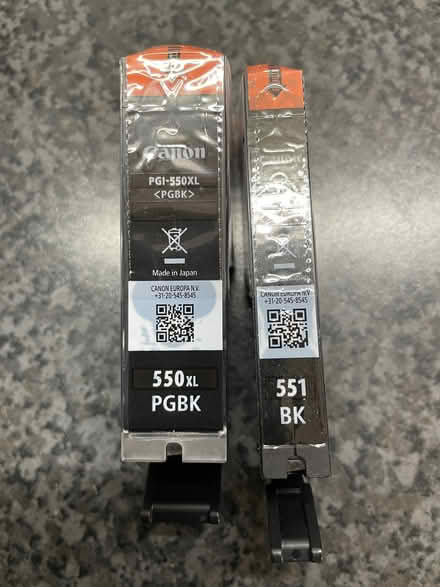 Canon
PGI-550XL
<PGBK>
Made in Japan
CANON EUROPA N.V.
+31-20-545-8545
550XL
PGBK
CANON EUROPA N.V.
+31-20-545-8545
551
BK